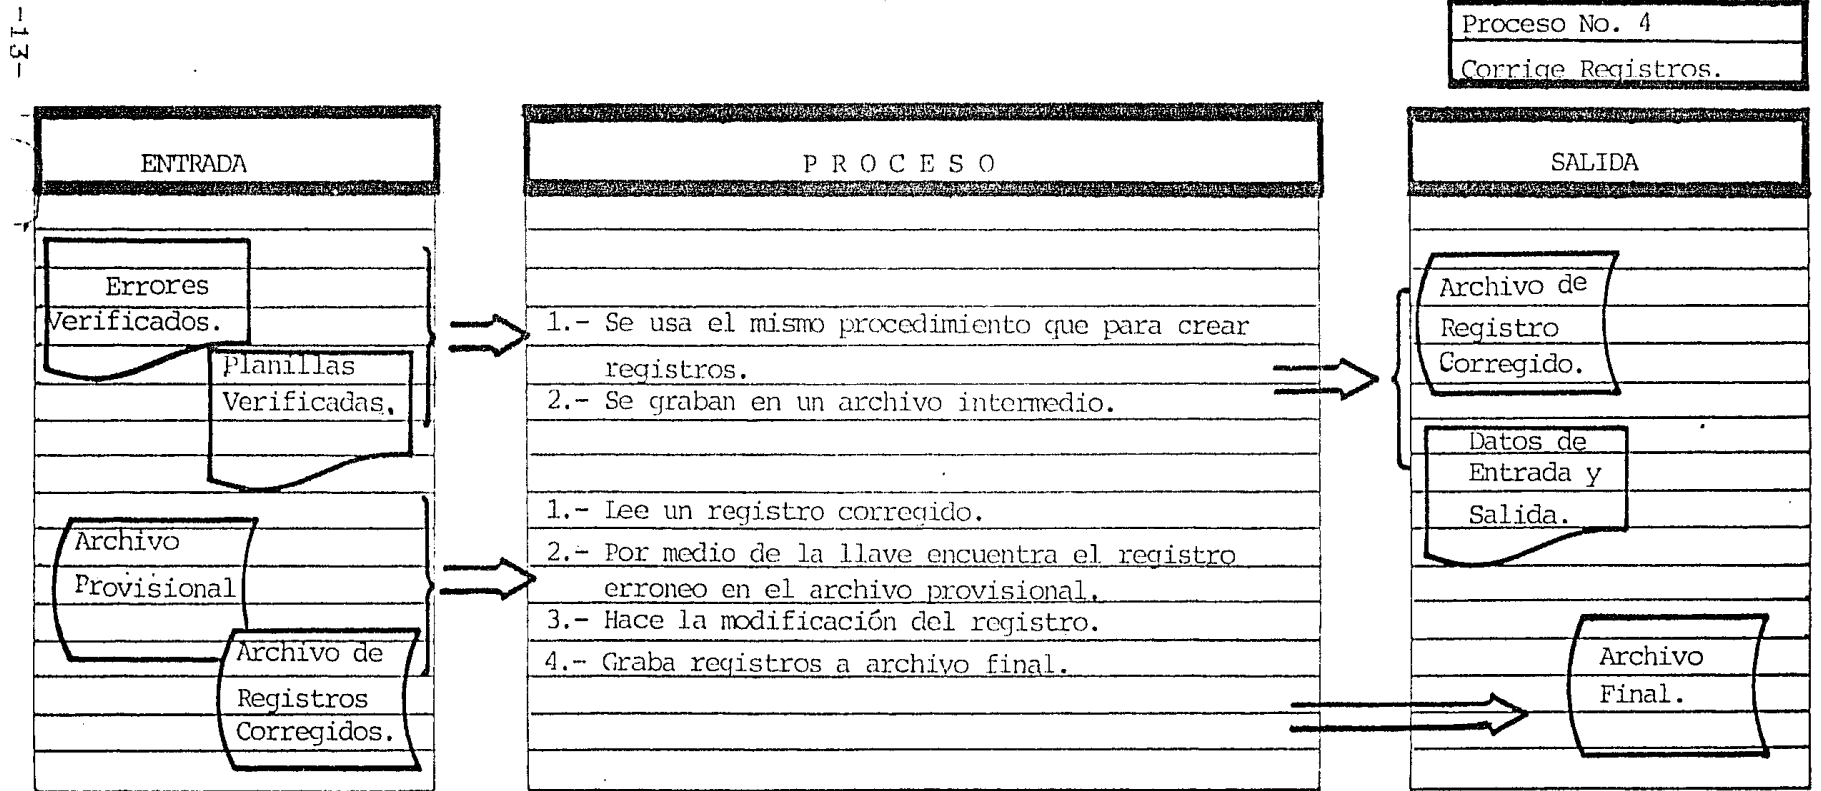 -13-
Proceso No. 4
Corrige Registros.
ENTRADA
Errores
Verificados.
Planillas
Verificadas.
Archivo
Provisional
Archivo de
Registros
Corregidos.
P R O C E S O
1.- Se usa el mismo procedimiento que para crear
registros.
2.- Se graban en un archivo intermedio.
1.- Lee un registro corregido.
2.- Por medio de la llave encuentra el registro
erroneo en el archivo provisional.
3.- Hace la modificación del registro.
4.- Graba registros a archivo final.
SALIDA
Archivo de
Registro
Corregido.
Datos de
Entrada y
Salida.
Archivo
Final.